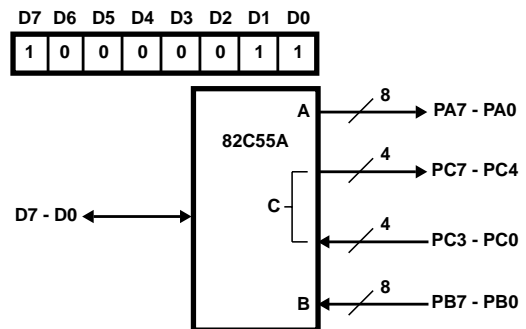 D7 D6 D5 D4 D3 D2 D1 D0
1 0 0 0 0 0 1 1
A 8 PA7 - PA0
82C55A
4 PC7 - PC4
D7 - D0 C
4 PC3 - PC0
B 8 PB7 - PB0